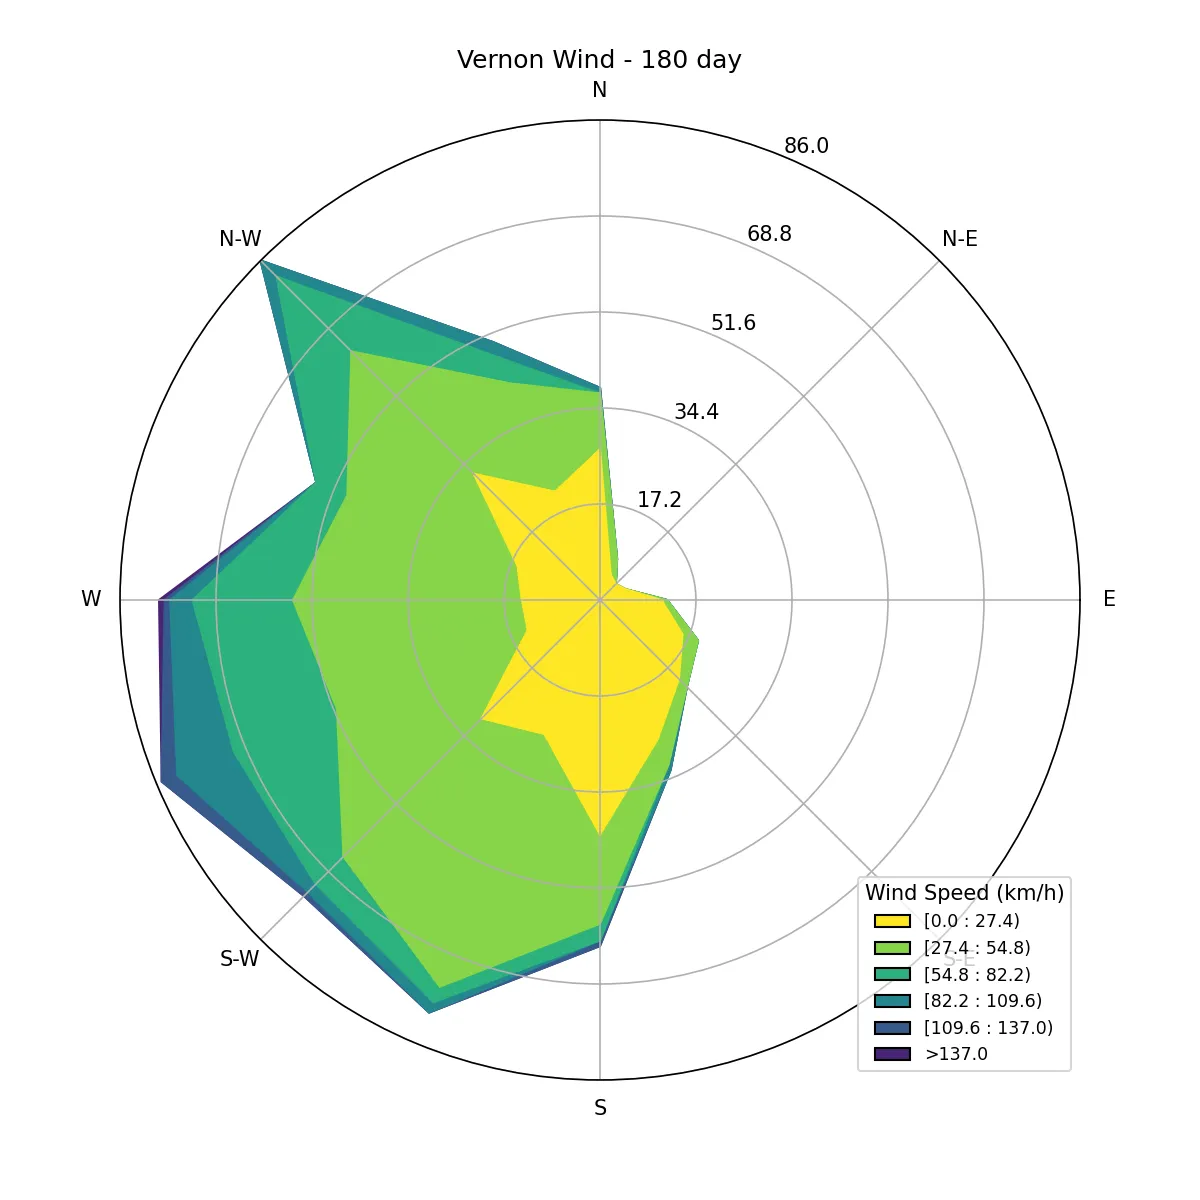 Vernon Wind - 180 day
N
86.0
68.8
N-W
N-E
51.6
34.4
17.2
W
E
Wind Speed (km/h)
[0.0 : 27.4)
[27.4 : 54.8)
S-W
S-E
[54.8 : 82.2)
[82.2 : 109.6)
[109.6 : 137.0)
>137.0
S